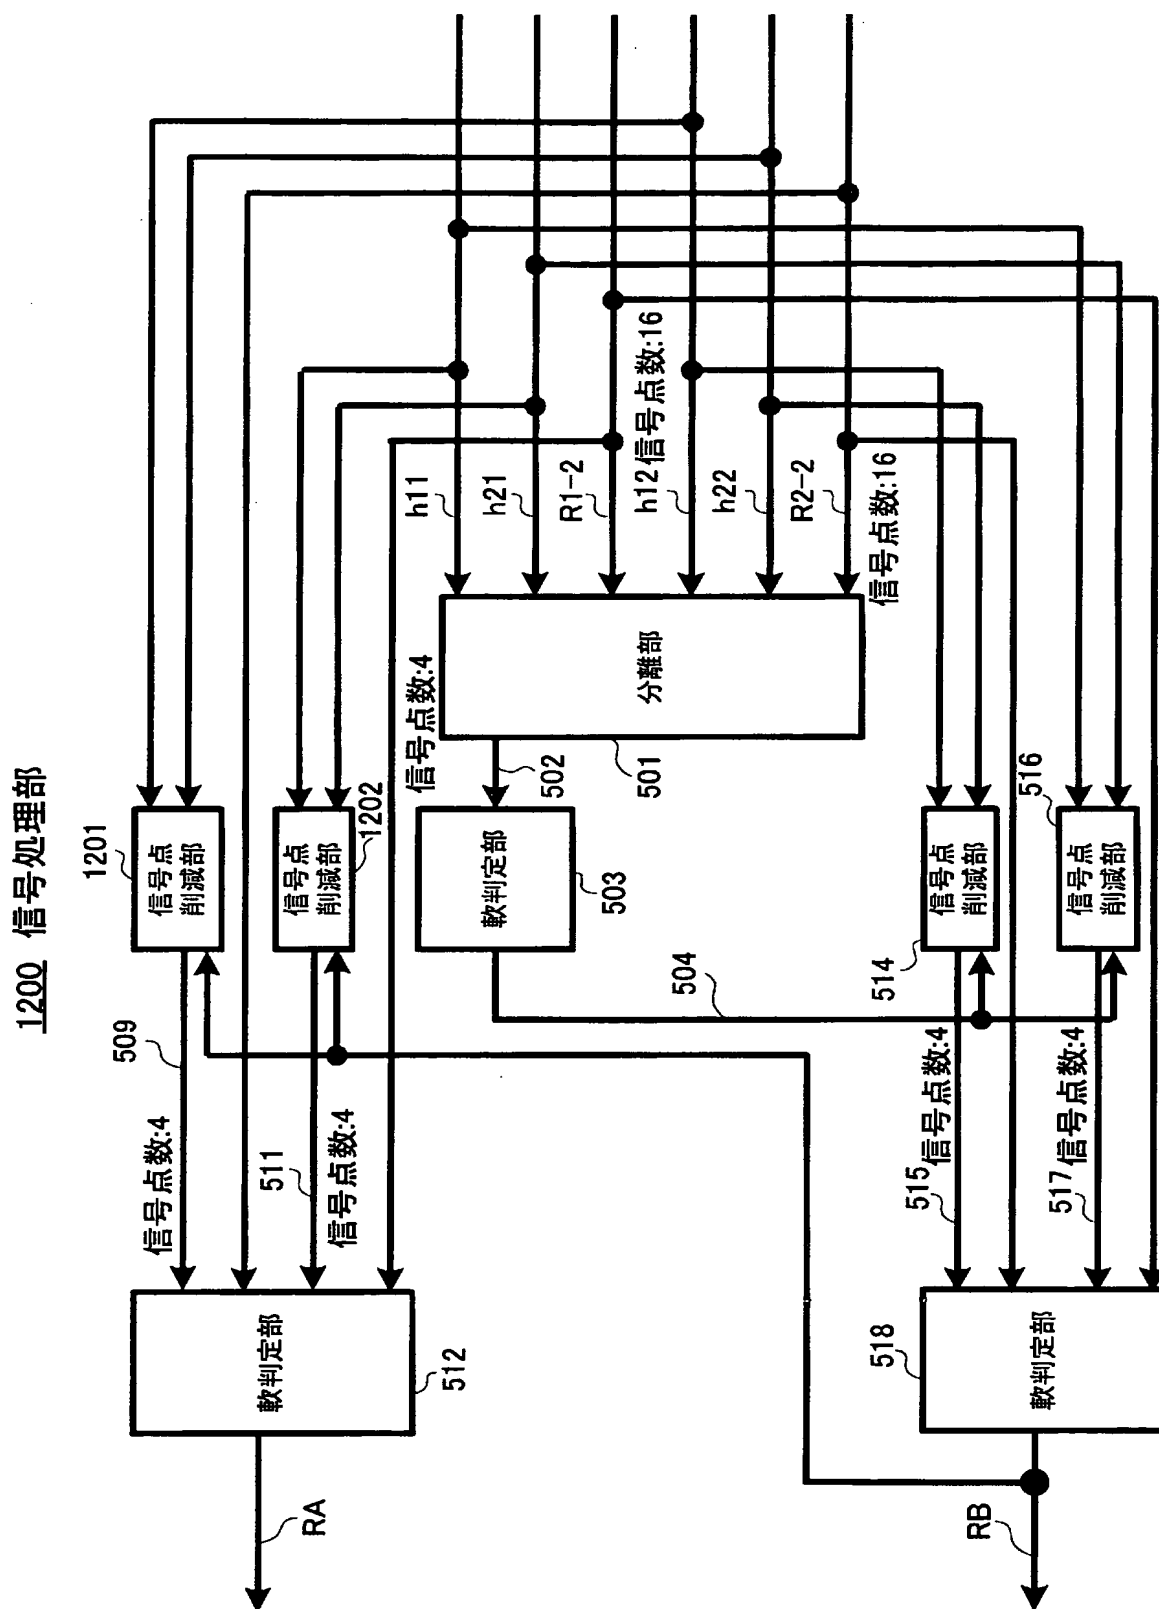 1200 信号処理部
h11
h21
R1-2
信号点数:16
h12
h22
R2-2
信号点数:16
分離部
501
信号点数:4
502
軟判定部
503
504
1201
信号点
削減部
1202
信号点
削減部
514
信号点
削減部
516
信号点
削減部
509
信号点数:4
511
信号点数:4
515
信号点数:4
517
信号点数:4
軟判定部
512
軟判定部
518
RA
RB